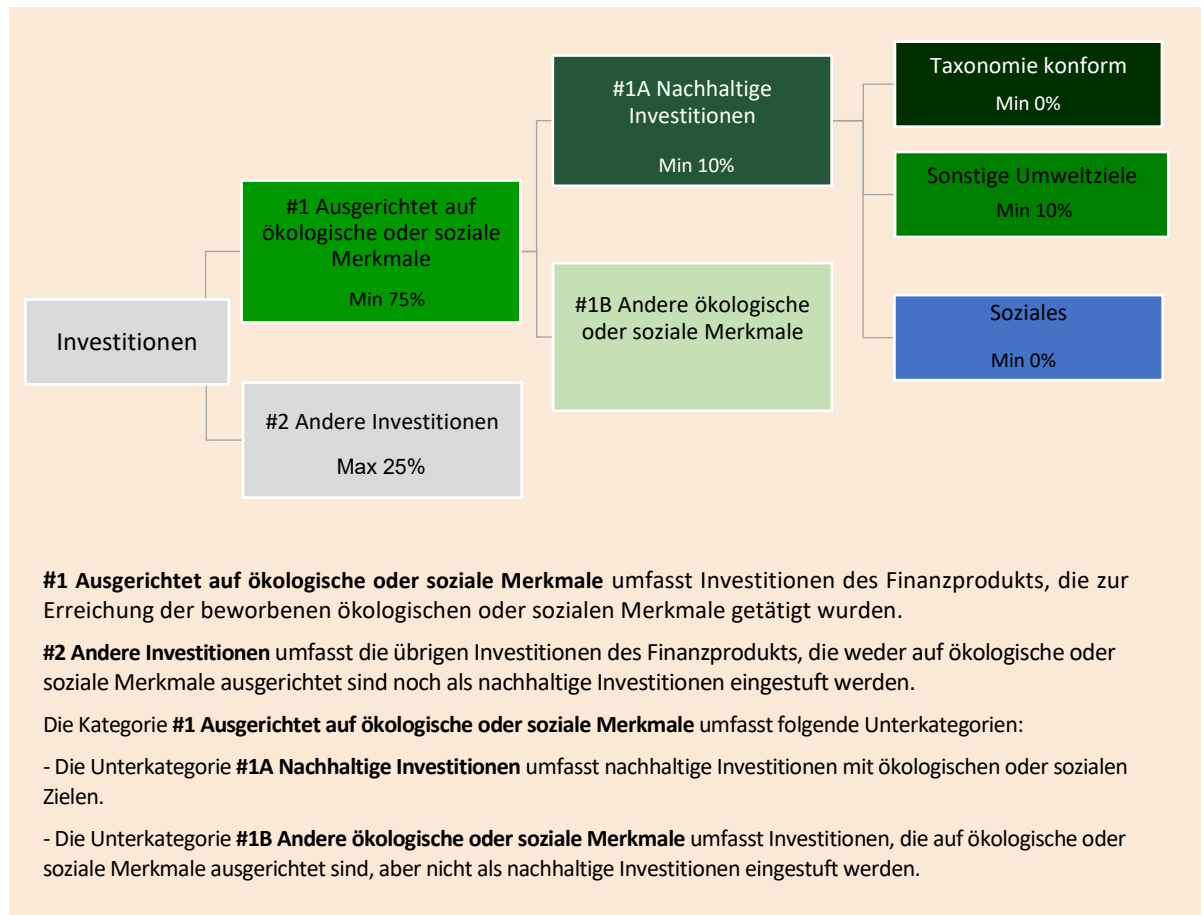 Investitionen
#1 Ausgerichtet auf
ökologische oder soziale
Merkmale
Min 75%
#2 Andere Investitionen
Max 25%
#1A Nachhaltige
Investitionen
Min 10%
#1B Andere ökologische
oder soziale Merkmale
Taxonomie konform
Min 0%
Sonstige Umweltziele
Min 10%
Soziales
Min 0%
#1 Ausgerichtet auf ökologische oder soziale Merkmale umfasst Investitionen des Finanzprodukts, die zur
Erreichung der beworbenen ökologischen oder sozialen Merkmale getätigt wurden.
#2 Andere Investitionen umfasst die übrigen Investitionen des Finanzprodukts, die weder auf ökologische oder
soziale Merkmale ausgerichtet sind noch als nachhaltige Investitionen eingestuft werden.
Die Kategorie #1 Ausgerichtet auf ökologische oder soziale Merkmale umfasst folgende Unterkategorien:
- Die Unterkategorie #1A Nachhaltige Investitionen umfasst nachhaltige Investitionen mit ökologischen oder sozialen
Zielen.
- Die Unterkategorie #1B Andere ökologische oder soziale Merkmale umfasst Investitionen, die auf ökologische oder
soziale Merkmale ausgerichtet sind, aber nicht als nachhaltige Investitionen eingestuft werden.